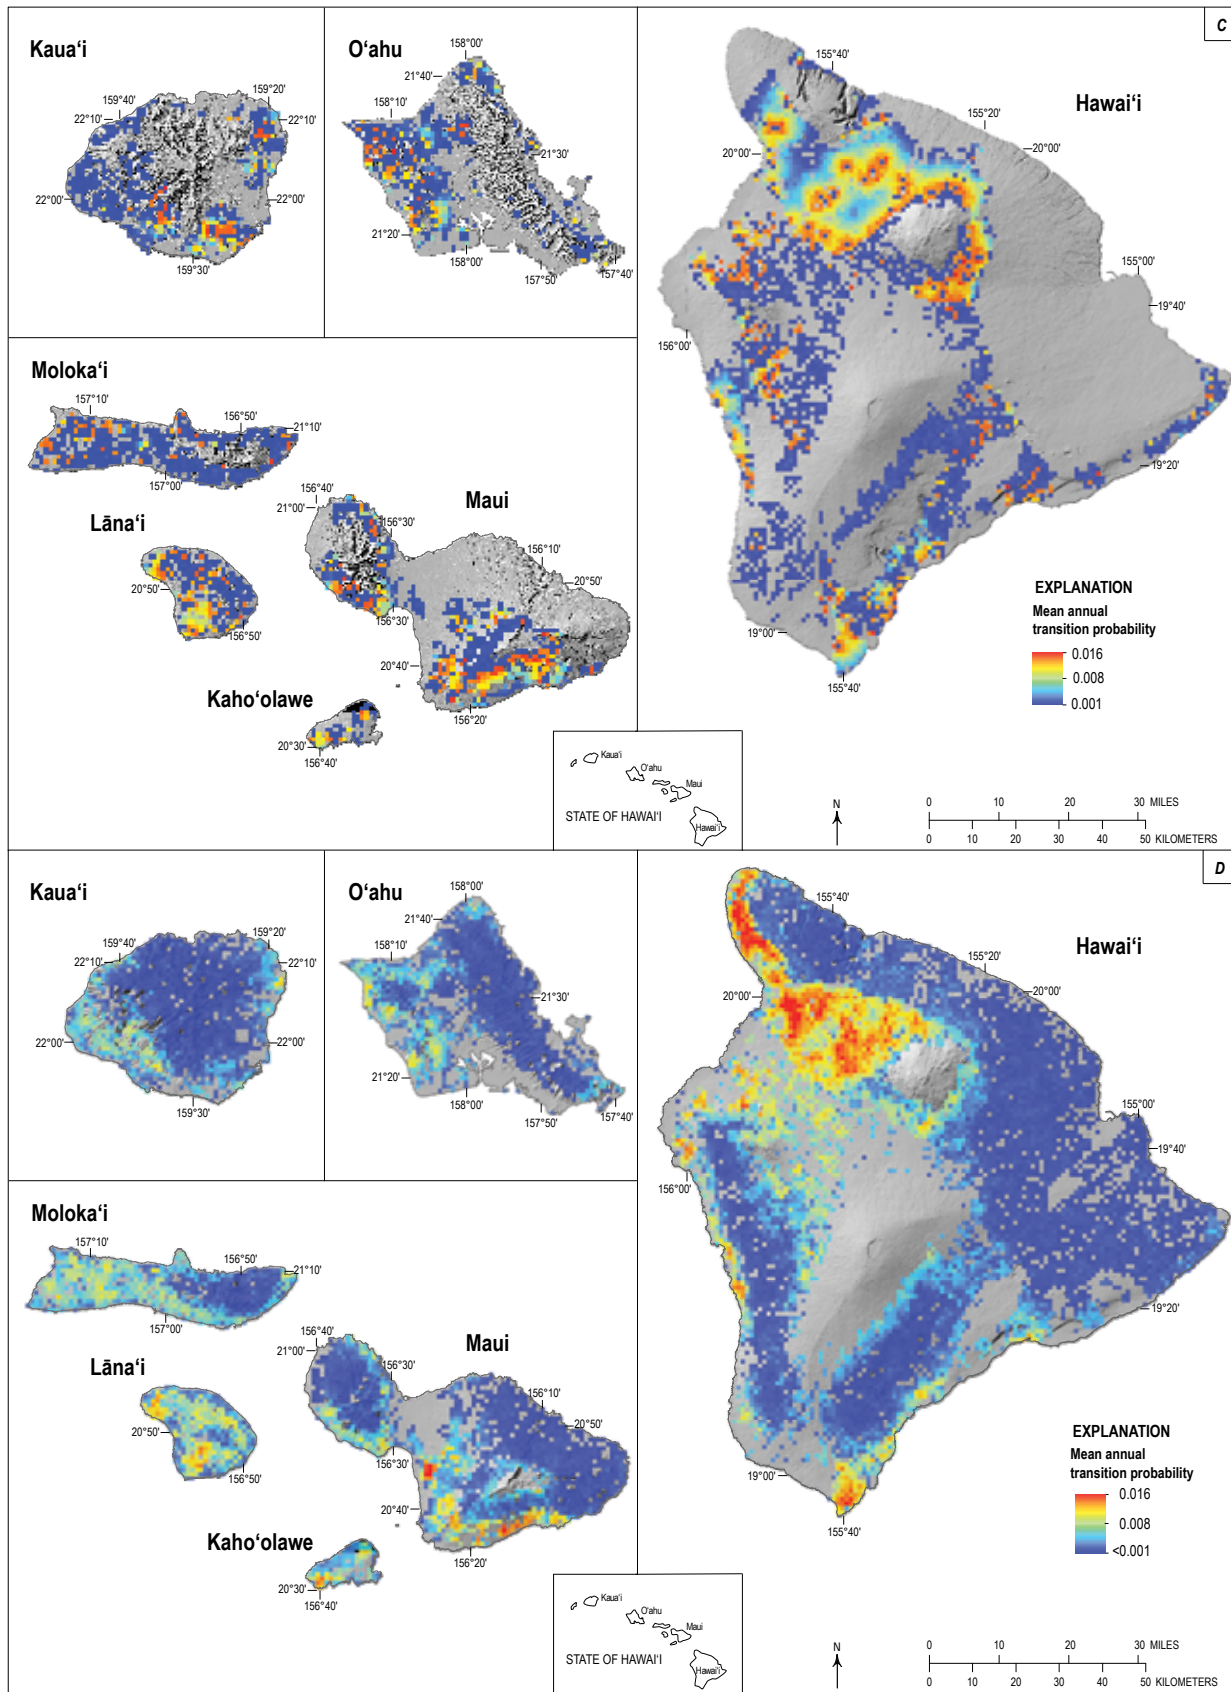 C
Kaua‘i
159°40'
159°20'
22°10'
22°10'
22°00'
22°00'
159°30'
O‘ahu
158°00'
21°40'
158°10'
21°30'
21°20'
158°00'
157°50'
157°40'
Hawai‘i
155°40'
155°20'
20°00'
20°00'
155°00'
19°40'
156°00'
19°20'
19°00'
155°40'
Moloka‘i
157°10'
156°50'
21°10'
157°00'
Lāna‘i
20°50'
156°50'
Maui
156°40'
21°00'
156°30'
156°10'
20°50'
156°30'
20°40'
156°20'
Kaho‘olawe
20°30'
156°40'
EXPLANATION
Mean annual
transition probability
0.016
0.008
0.001
Kaua‘i
O‘ahu
Maui
STATE OF HAWAI‘I
Hawai‘i
N
0 10 20 30 MILES
0 10 20 30 40 50 KILOMETERS
D
Kaua‘i
159°40'
159°20'
22°10'
22°10'
22°00'
22°00'
159°30'
O‘ahu
158°00'
21°40'
158°10'
21°30'
21°20'
158°00'
157°50'
157°40'
Hawai‘i
155°40'
155°20'
20°00'
20°00'
155°00'
19°40'
156°00'
19°20'
19°00'
155°40'
Moloka‘i
157°10'
156°50'
21°10'
157°00'
Lāna‘i
20°50'
156°50'
Maui
156°40'
21°00'
156°30'
156°10'
20°50'
156°30'
20°40'
156°20'
Kaho‘olawe
20°30'
156°40'
EXPLANATION
Mean annual
transition probability
0.016
0.008
<0.001
Kaua‘i
O‘ahu
Maui
STATE OF HAWAI‘I
Hawai‘i
N
0 10 20 30 MILES
0 10 20 30 40 50 KILOMETERS